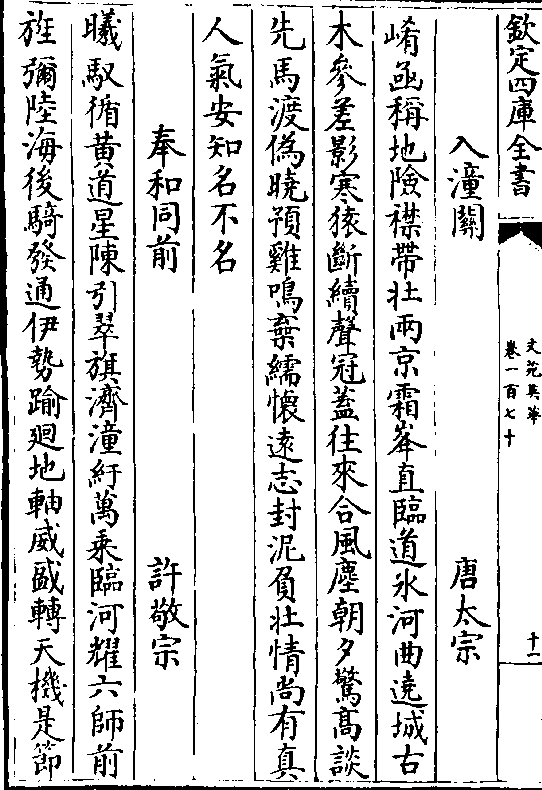 欽定四庫全書
文苑英華
卷一百七十
十二
入潼關
唐太宗
崤函稱地險襟帶壯兩京霜峯直臨道氷河曲遶城古
木參差影寒猿斷續聲冠蓋往來合風塵朝夕驚髙談
先馬渡偽曉預雞鳴棄繻懷逺志封泥負壯情尚有真
人氣安知名不名
奉和同前
許敬宗
曦馭循黄道星陳引翠旗濟潼紆萬乘臨河耀六師前
旌彌陸海後騎發通伊勢踰廻地軸威盛轉天機是節